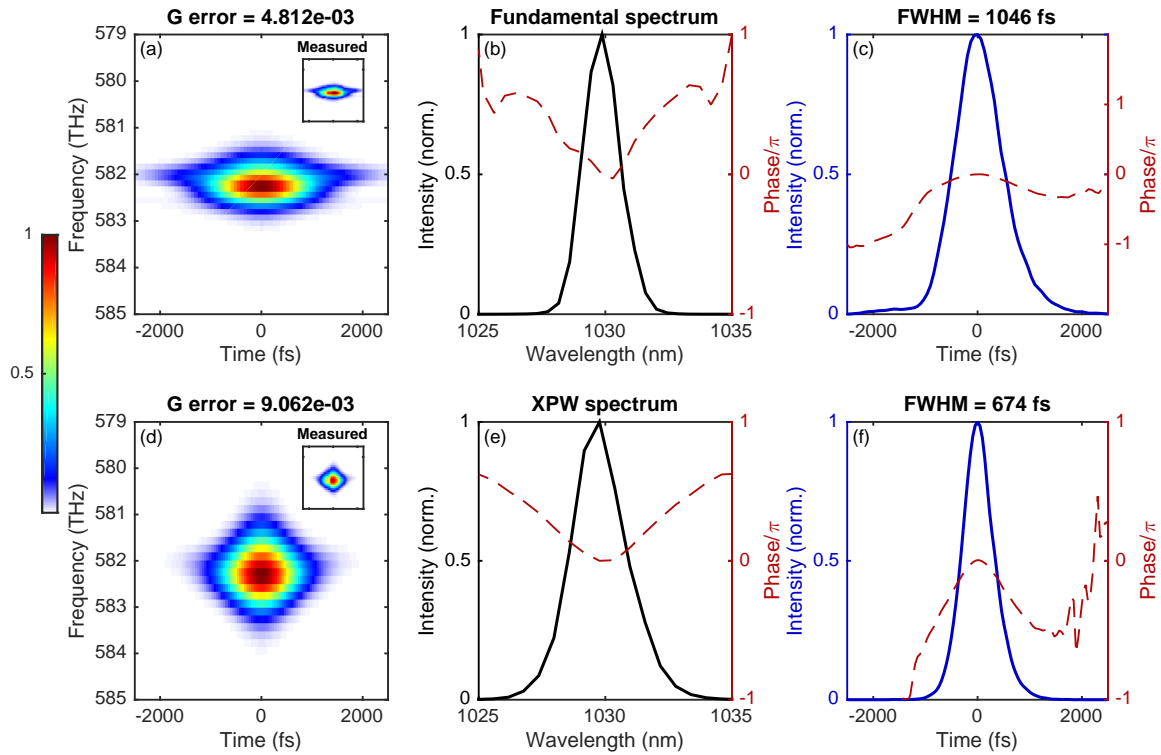 G error = 4.812e-03
(a)
Measured
579
580
581
582
583
584
585
Frequency (THz)
-2000
0
2000
Time (fs)
Fundamental spectrum
(b)
1
0.5
0
Intensity (norm.)
1
0
-1
Phase/π
1025
1030
1035
Wavelength (nm)
FWHM = 1046 fs
(c)
1
0.5
0
Intensity (norm.)
1
0
-1
Phase/π
-2000
0
2000
Time (fs)
1
0.5
G error = 9.062e-03
(d)
Measured
579
580
581
582
583
584
585
Frequency (THz)
-2000
0
2000
Time (fs)
XPW spectrum
(e)
1
0.5
0
Intensity (norm.)
1
0
-1
Phase/π
1025
1030
1035
Wavelength (nm)
FWHM = 674 fs
(f)
1
0.5
0
Intensity (norm.)
1
0
-1
Phase/π
-2000
0
2000
Time (fs)